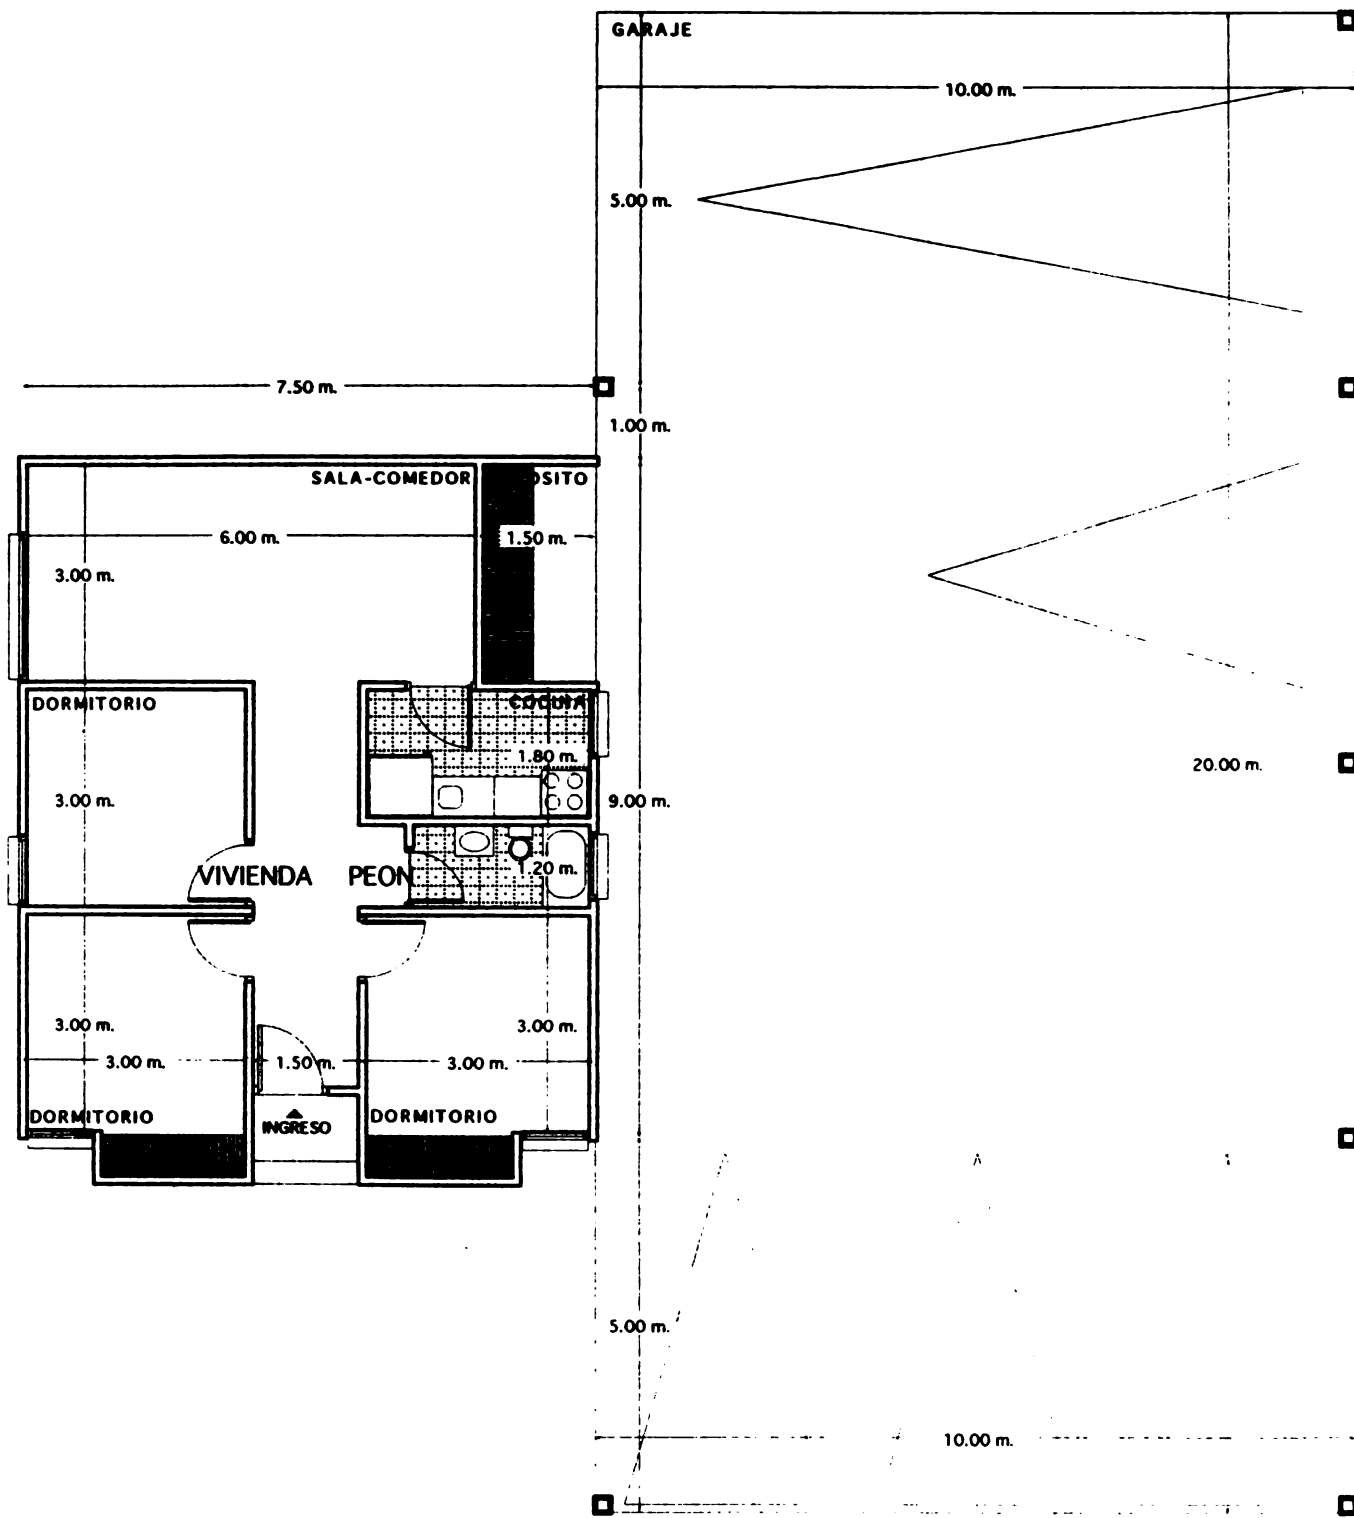 GARAJE
10.00 m.
5.00 m.
7.50 m.
1.00 m.
SALA-COMEDOR
OSITO
6.00 m.
1.50 m.
3.00 m.
DORMITORIO
COCINA
1.80 m.
20.00 m.
3.00 m.
9.00 m.
VIVIENDA PEON
1.20 m.
3.00 m.
3.00 m.
3.00 m.
1.50 m.
3.00 m.
DORMITORIO
INGRESO
DORMITORIO
5.00 m.
10.00 m.